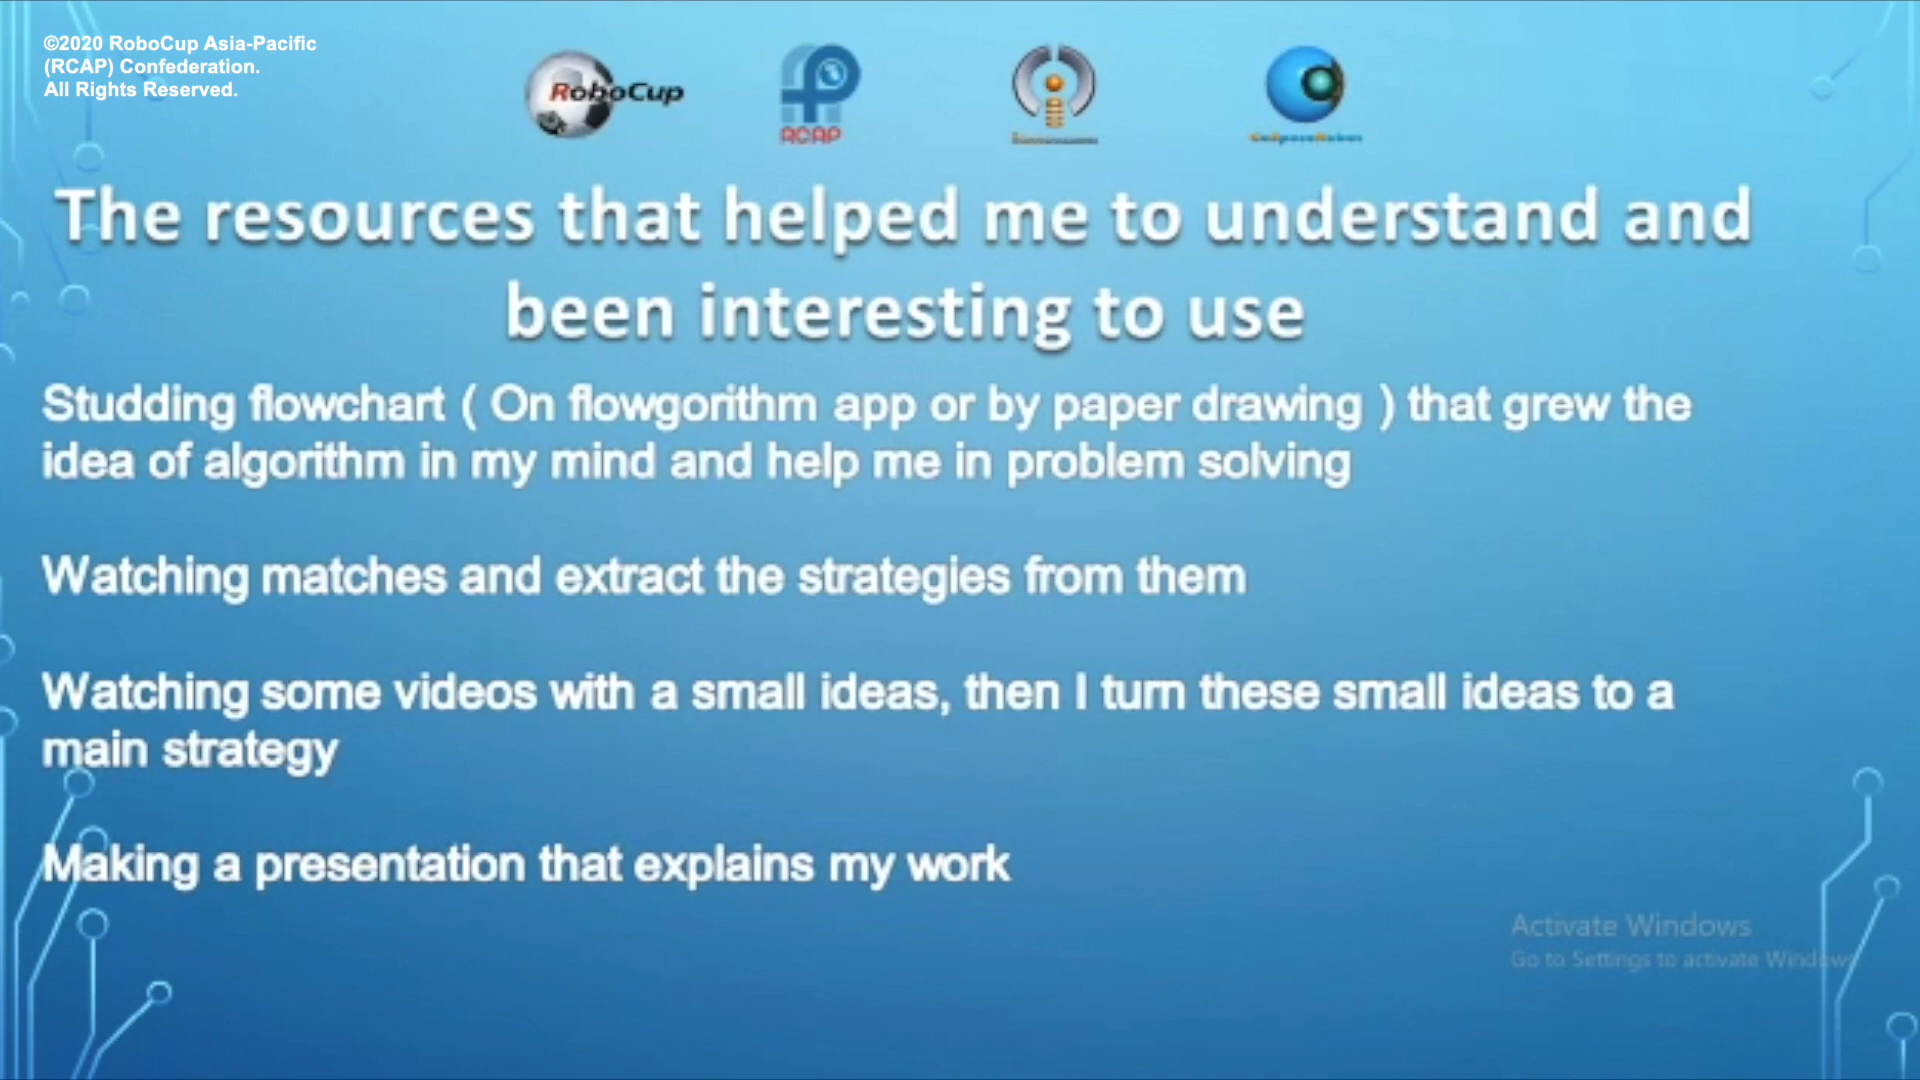 ©2020 RoboCup Asia-Pacific
(RCAP) Confederation.
All Rights Reserved.
RoboCup
RCAP
CoSpaceRobot
The resources that helped me to understand and
been interesting to use
Studding flowchart ( On flowgorithm app or by paper drawing ) that grew the
idea of algorithm in my mind and help me in problem solving
Watching matches and extract the strategies from them
Watching some videos with a small ideas, then I turn these small ideas to a
main strategy
Making a presentation that explains my work
Activate Windows
Go to Settings to activate Windows